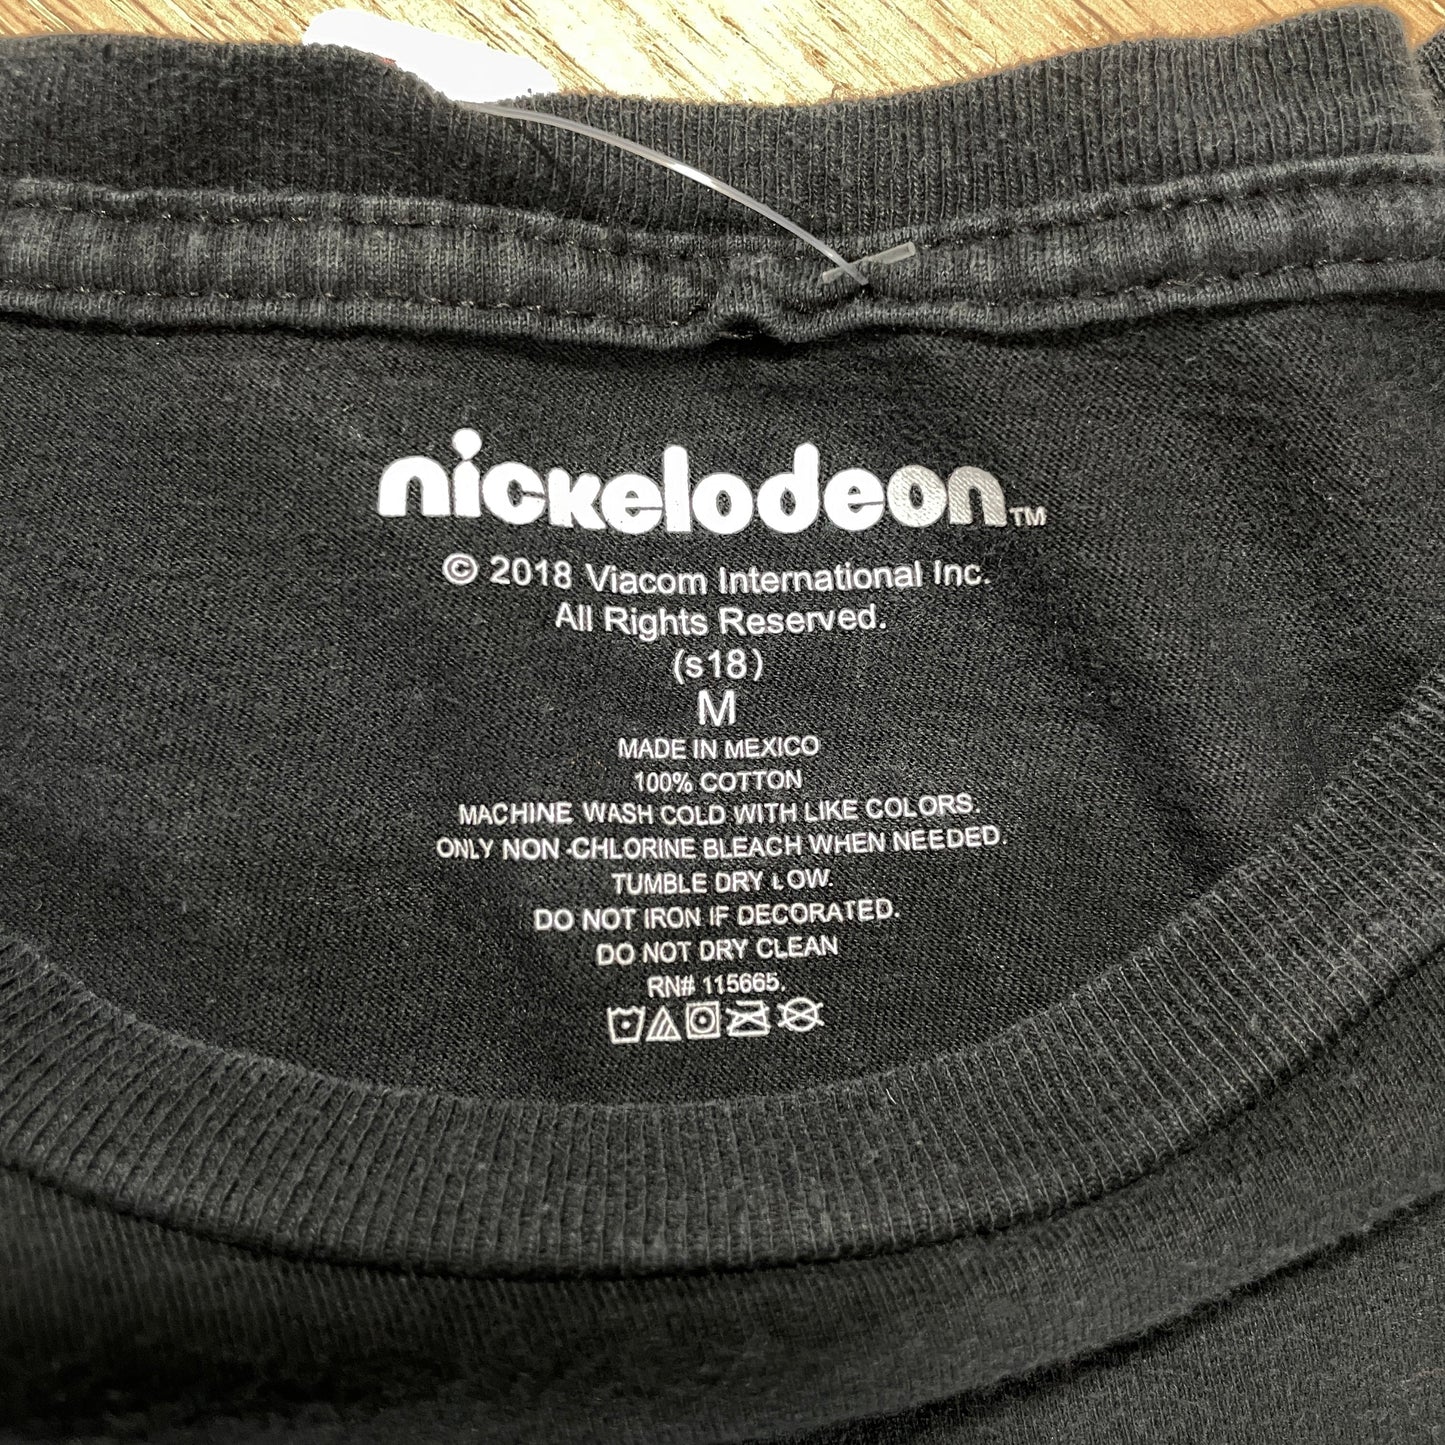 nickelodeon™
© 2018 Viacom International Inc.
All Rights Reserved.
(s18)
M
MADE IN MEXICO
100% COTTON
MACHINE WASH COLD WITH LIKE COLORS.
ONLY NON-CHLORINE BLEACH WHEN NEEDED.
TUMBLE DRY LOW.
DO NOT IRON IF DECORATED.
DO NOT DRY CLEAN
RN# 115665.